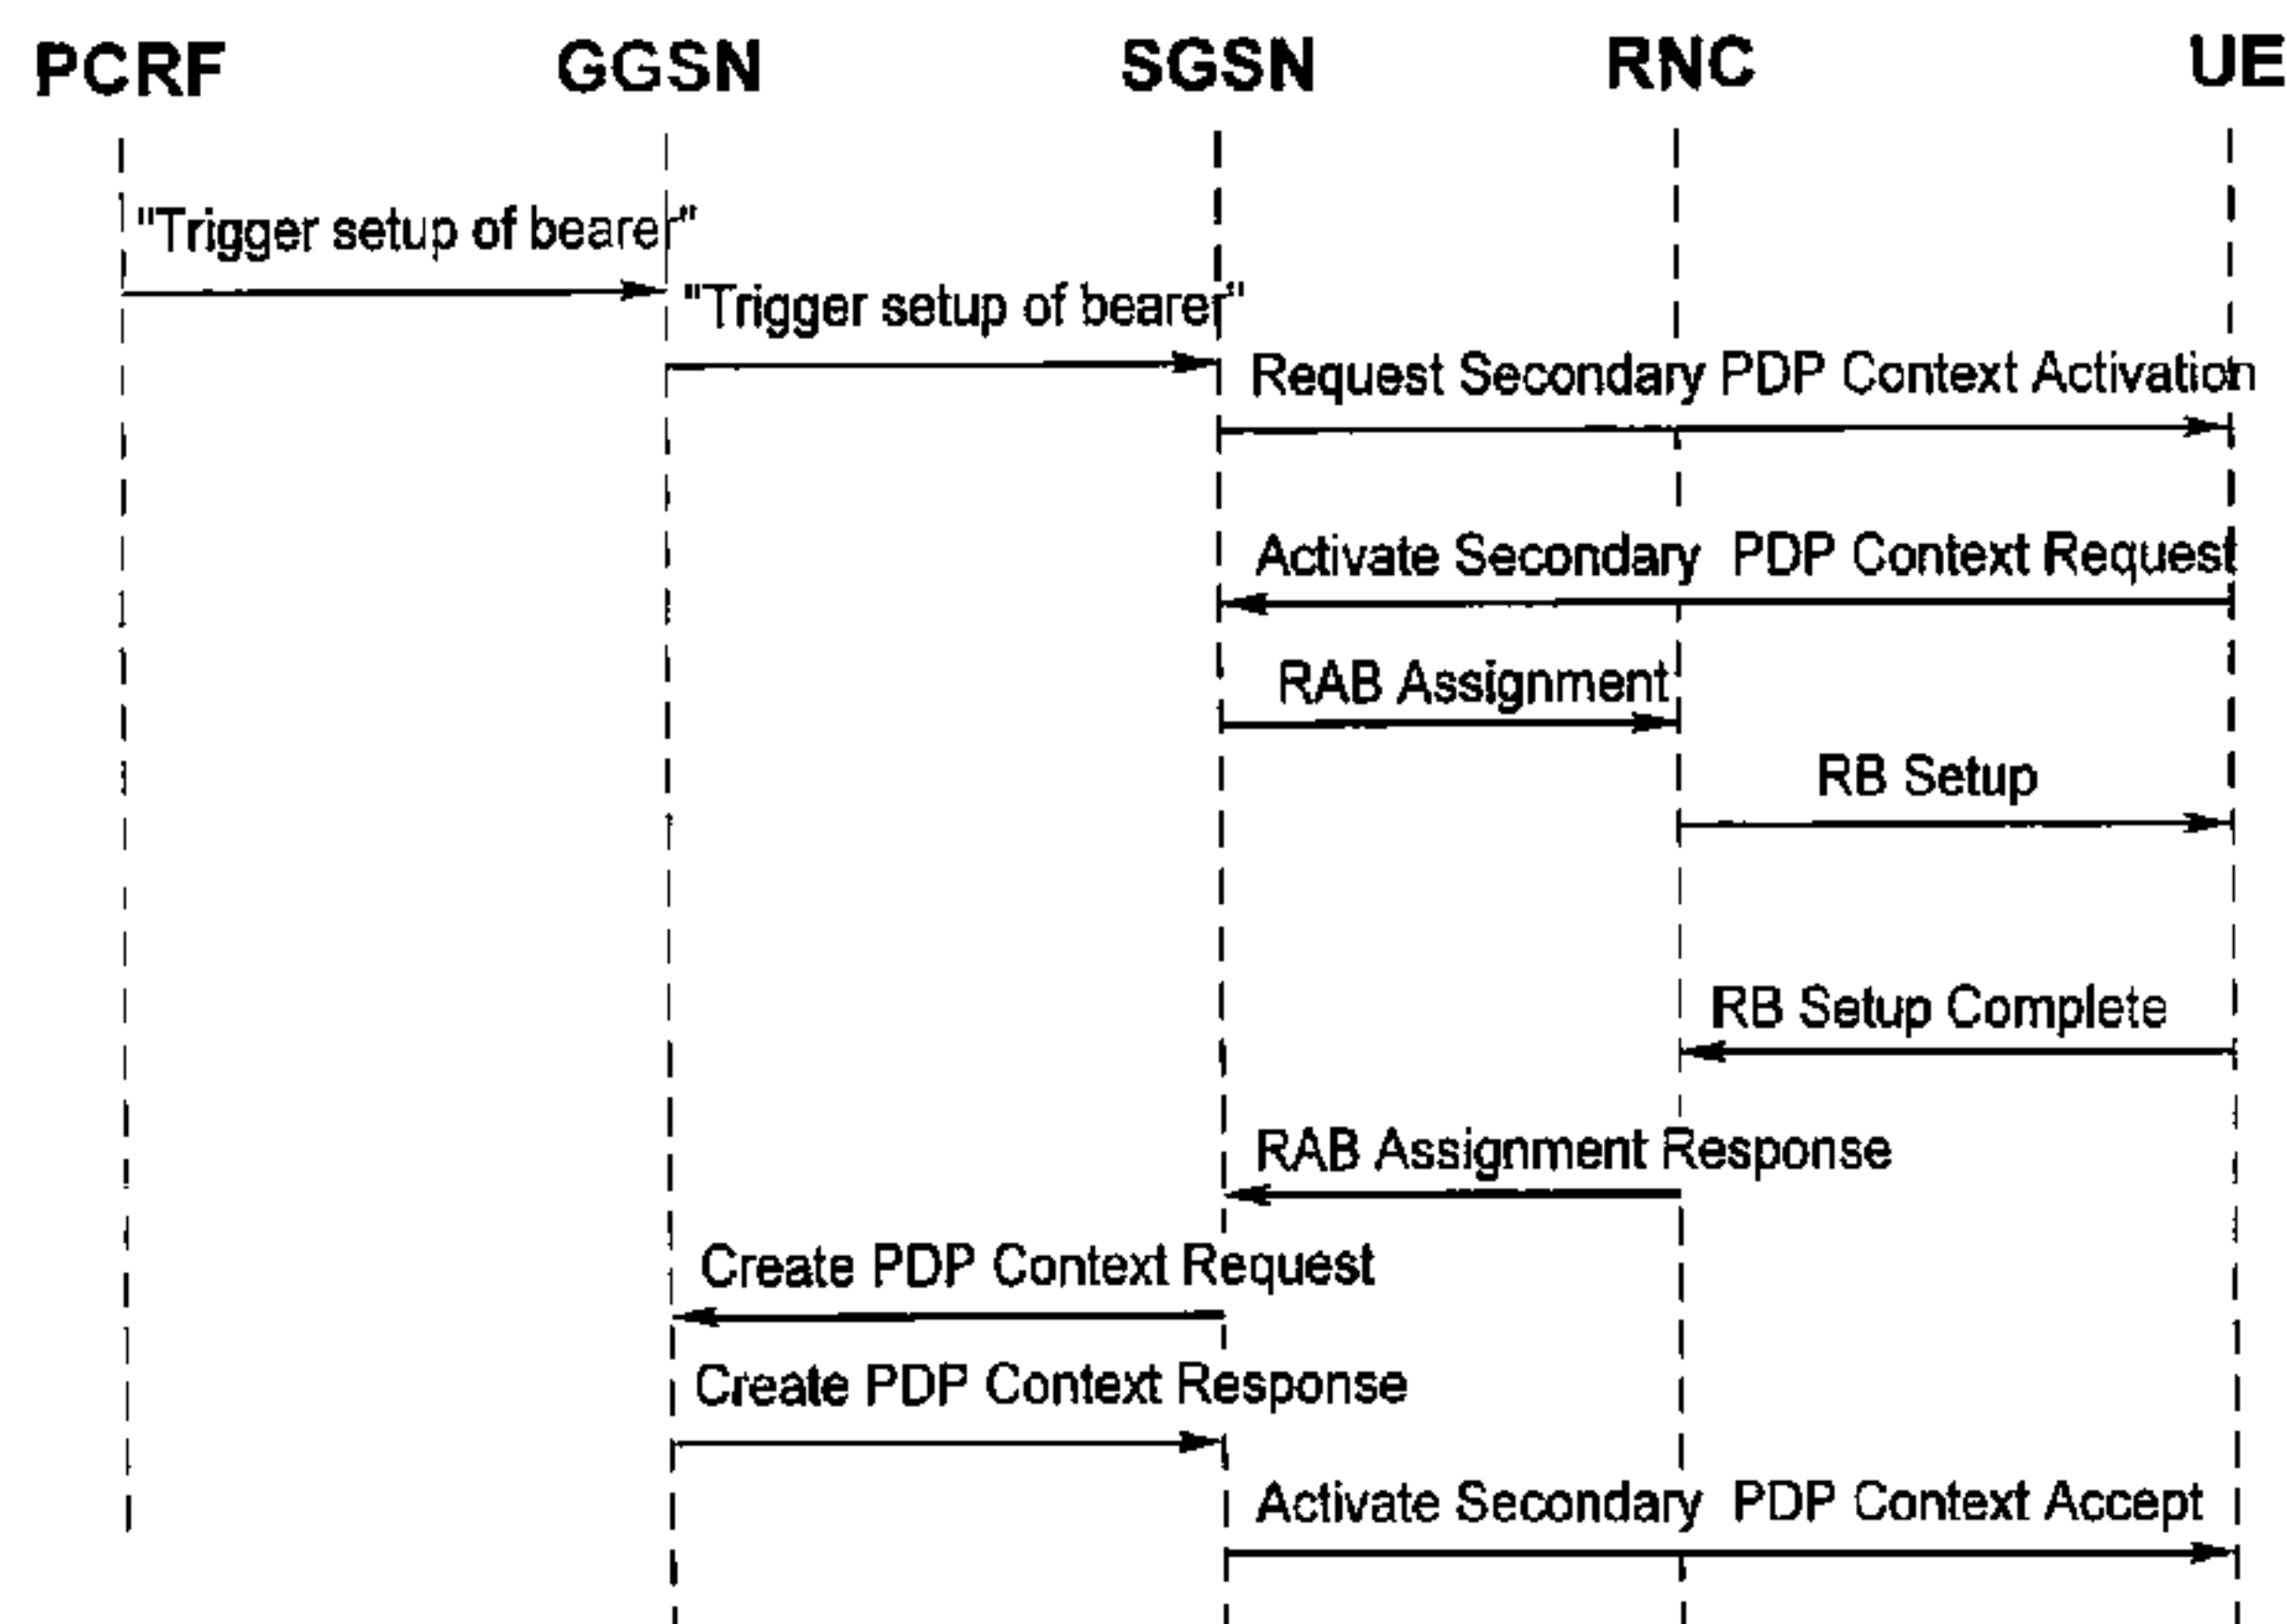 PCRF GGSN SGSN RNC UE
"Trigger setup of bearer"
"Trigger setup of bearer"
Request Secondary PDP Context Activation
Activate Secondary PDP Context Request
RAB Assignment
RB Setup
RB Setup Complete
RAB Assignment Response
Create PDP Context Request
Create PDP Context Response
Activate Secondary PDP Context Accept